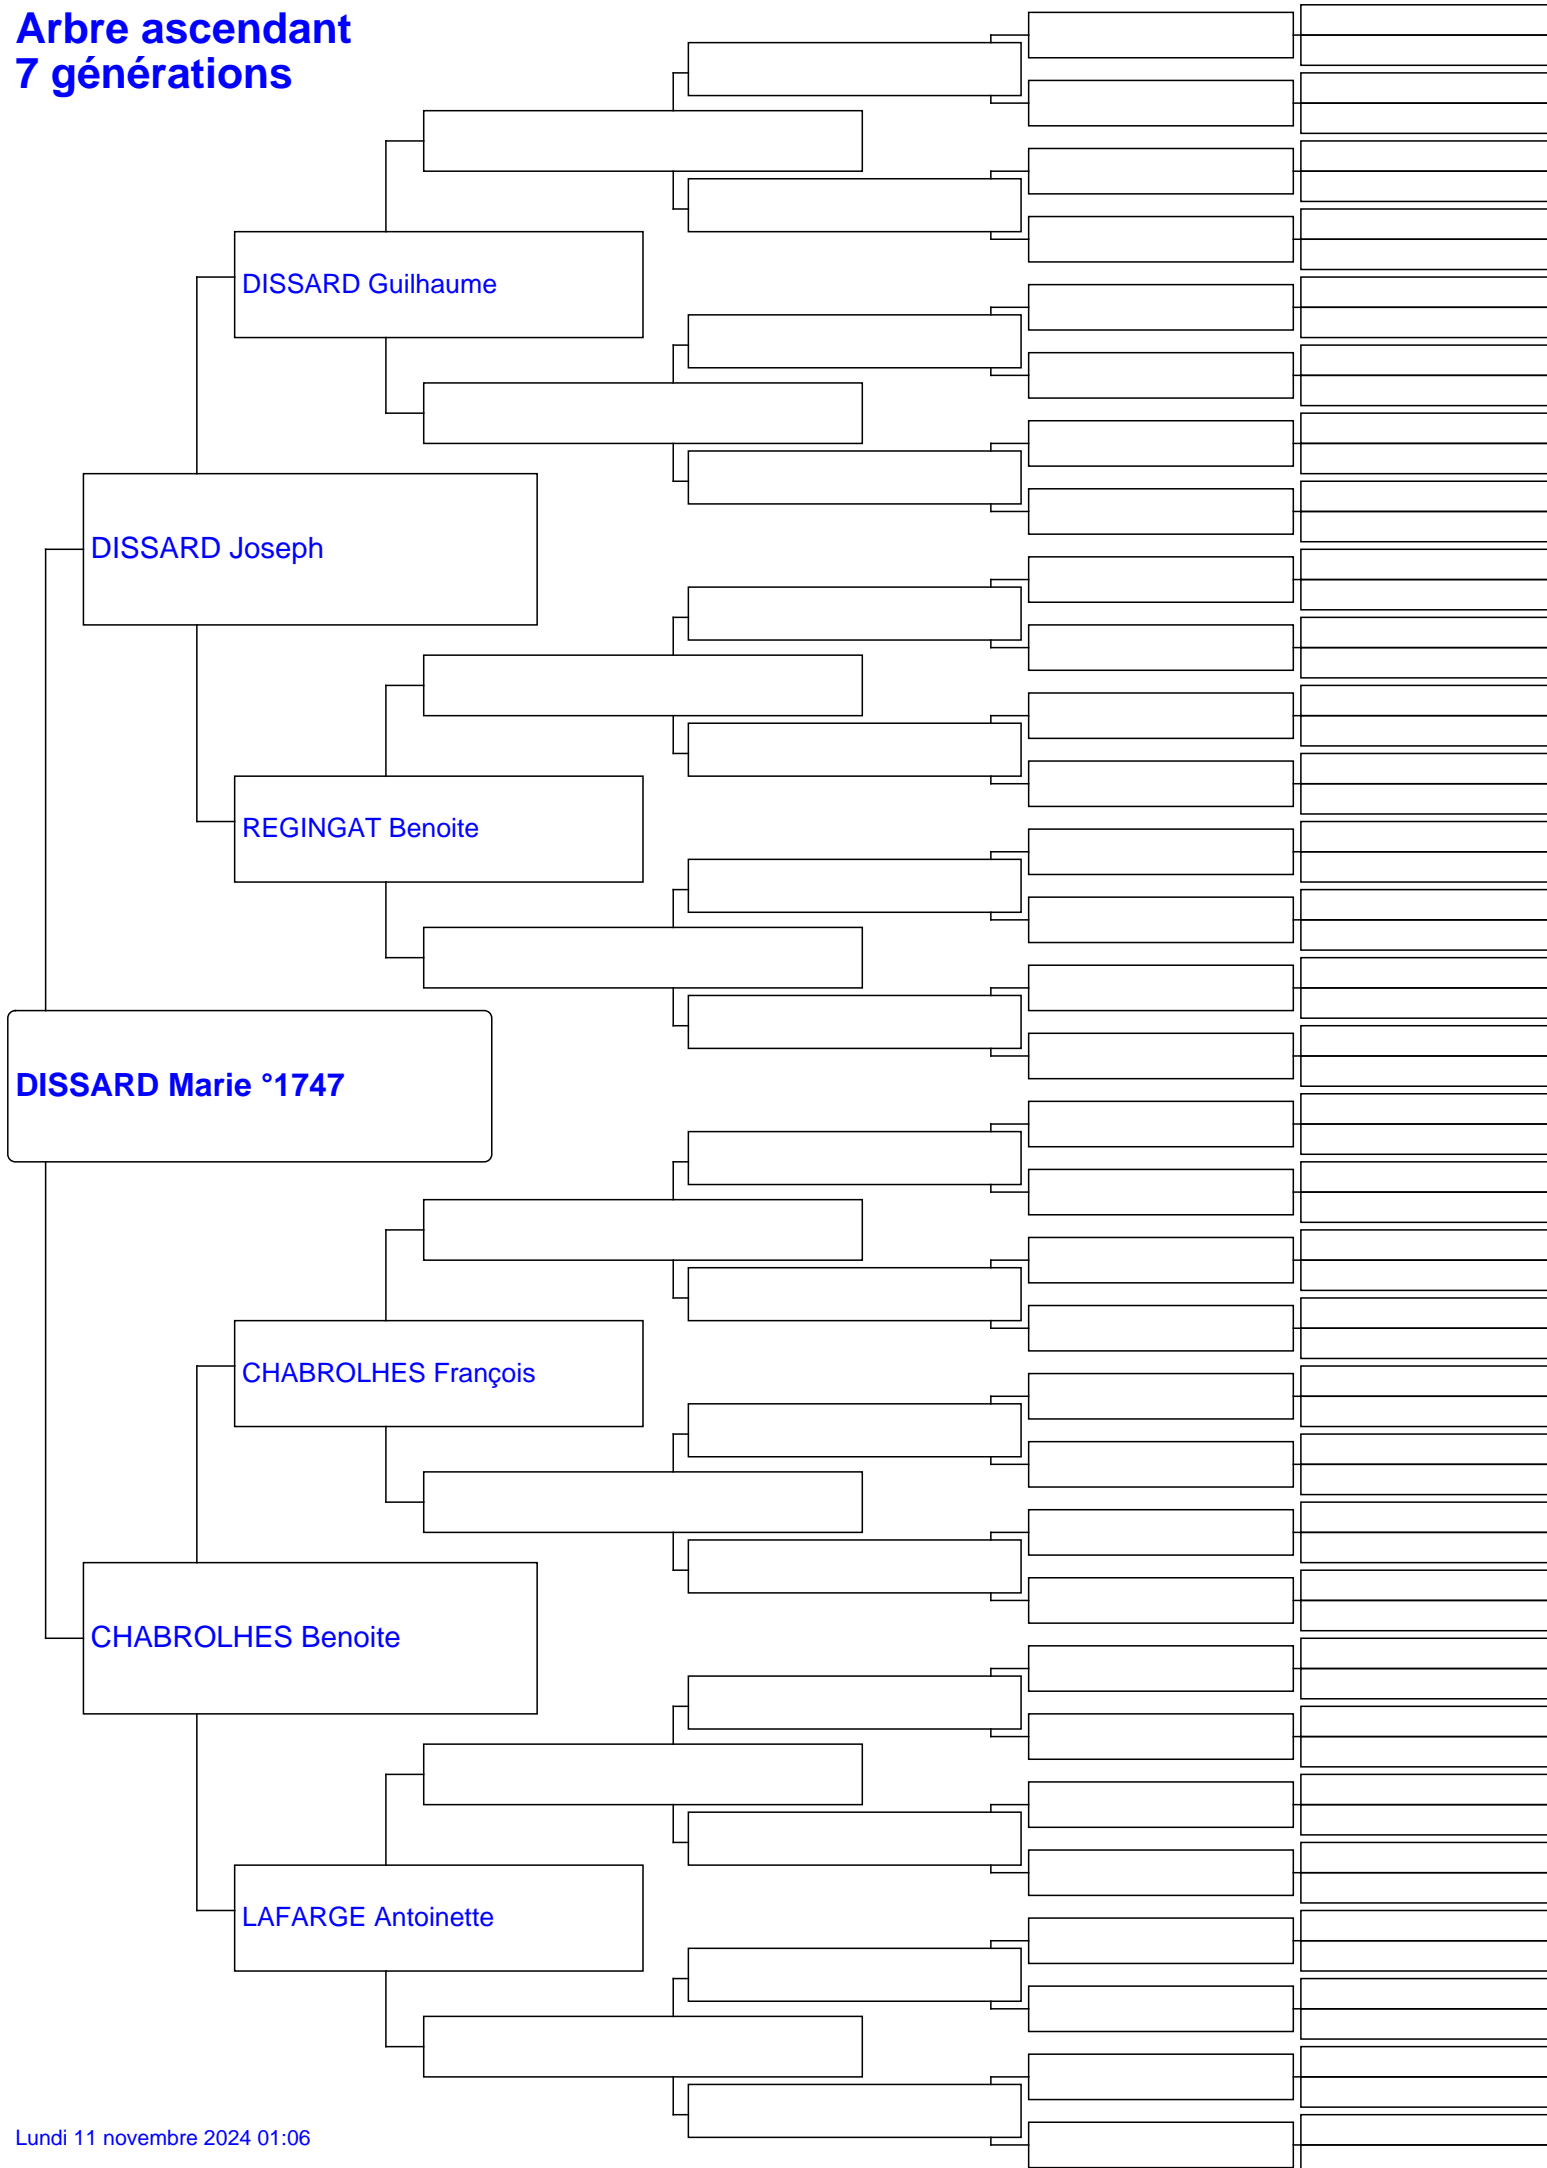 Arbre ascendant
7 générations
DISSARD Guilhaume
DISSARD Joseph
REGINGAT Benoite
DISSARD Marie °1747
CHABROLHES François
CHABROLHES Benoite
LAFARGE Antoinette
Lundi 11 novembre 2024 01:06